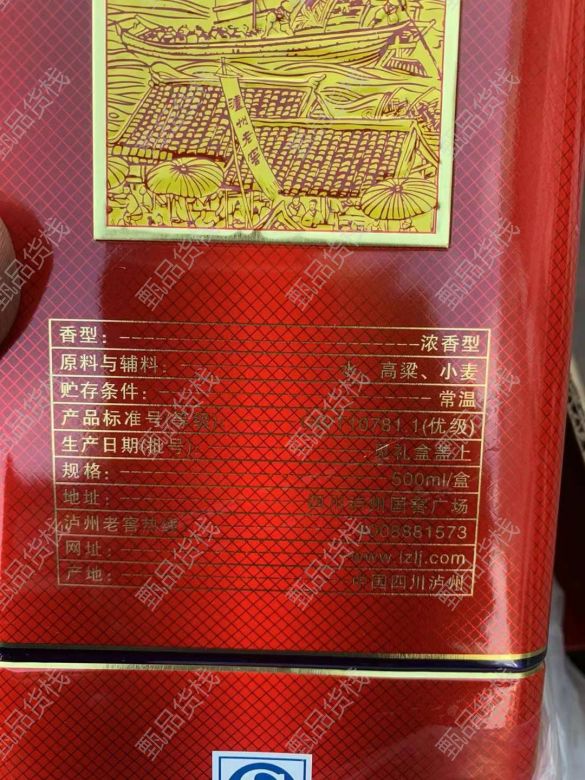 泸州老窖
香型: 浓香型
原料与辅料: 水、高粱、小麦
贮存条件: 常温
产品标准号(等级): 10781.1(优级)
生产日期(批号): 见礼盒盖上
规格: 500ml/盒
地址: 四川泸州国窖广场
泸州老窖热线: 4008881573
网址: www.lzlj.com
产地: 中国四川泸州
甄品货栈